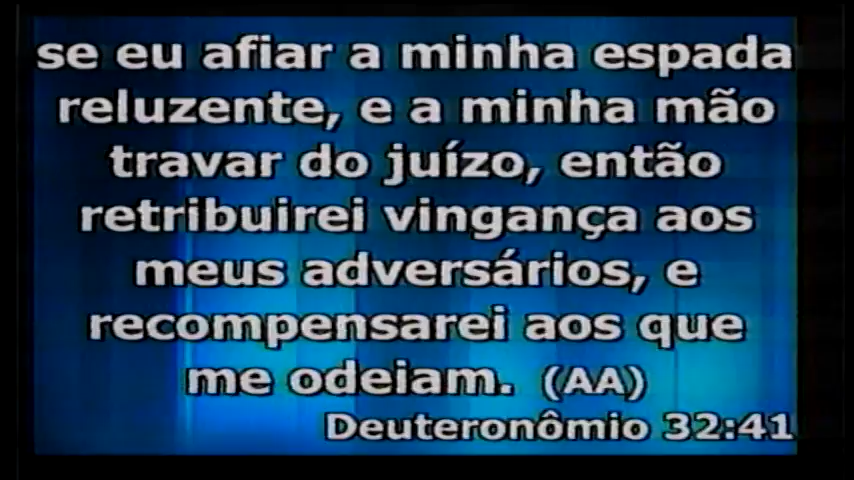 se eu afiar a minha espada
reluzente, e a minha mão
travar do juízo, então
retribuirei vingança aos
meus adversários, e
recompensarei aos que
me odeiam. (AA)
Deuteronômio 32:41